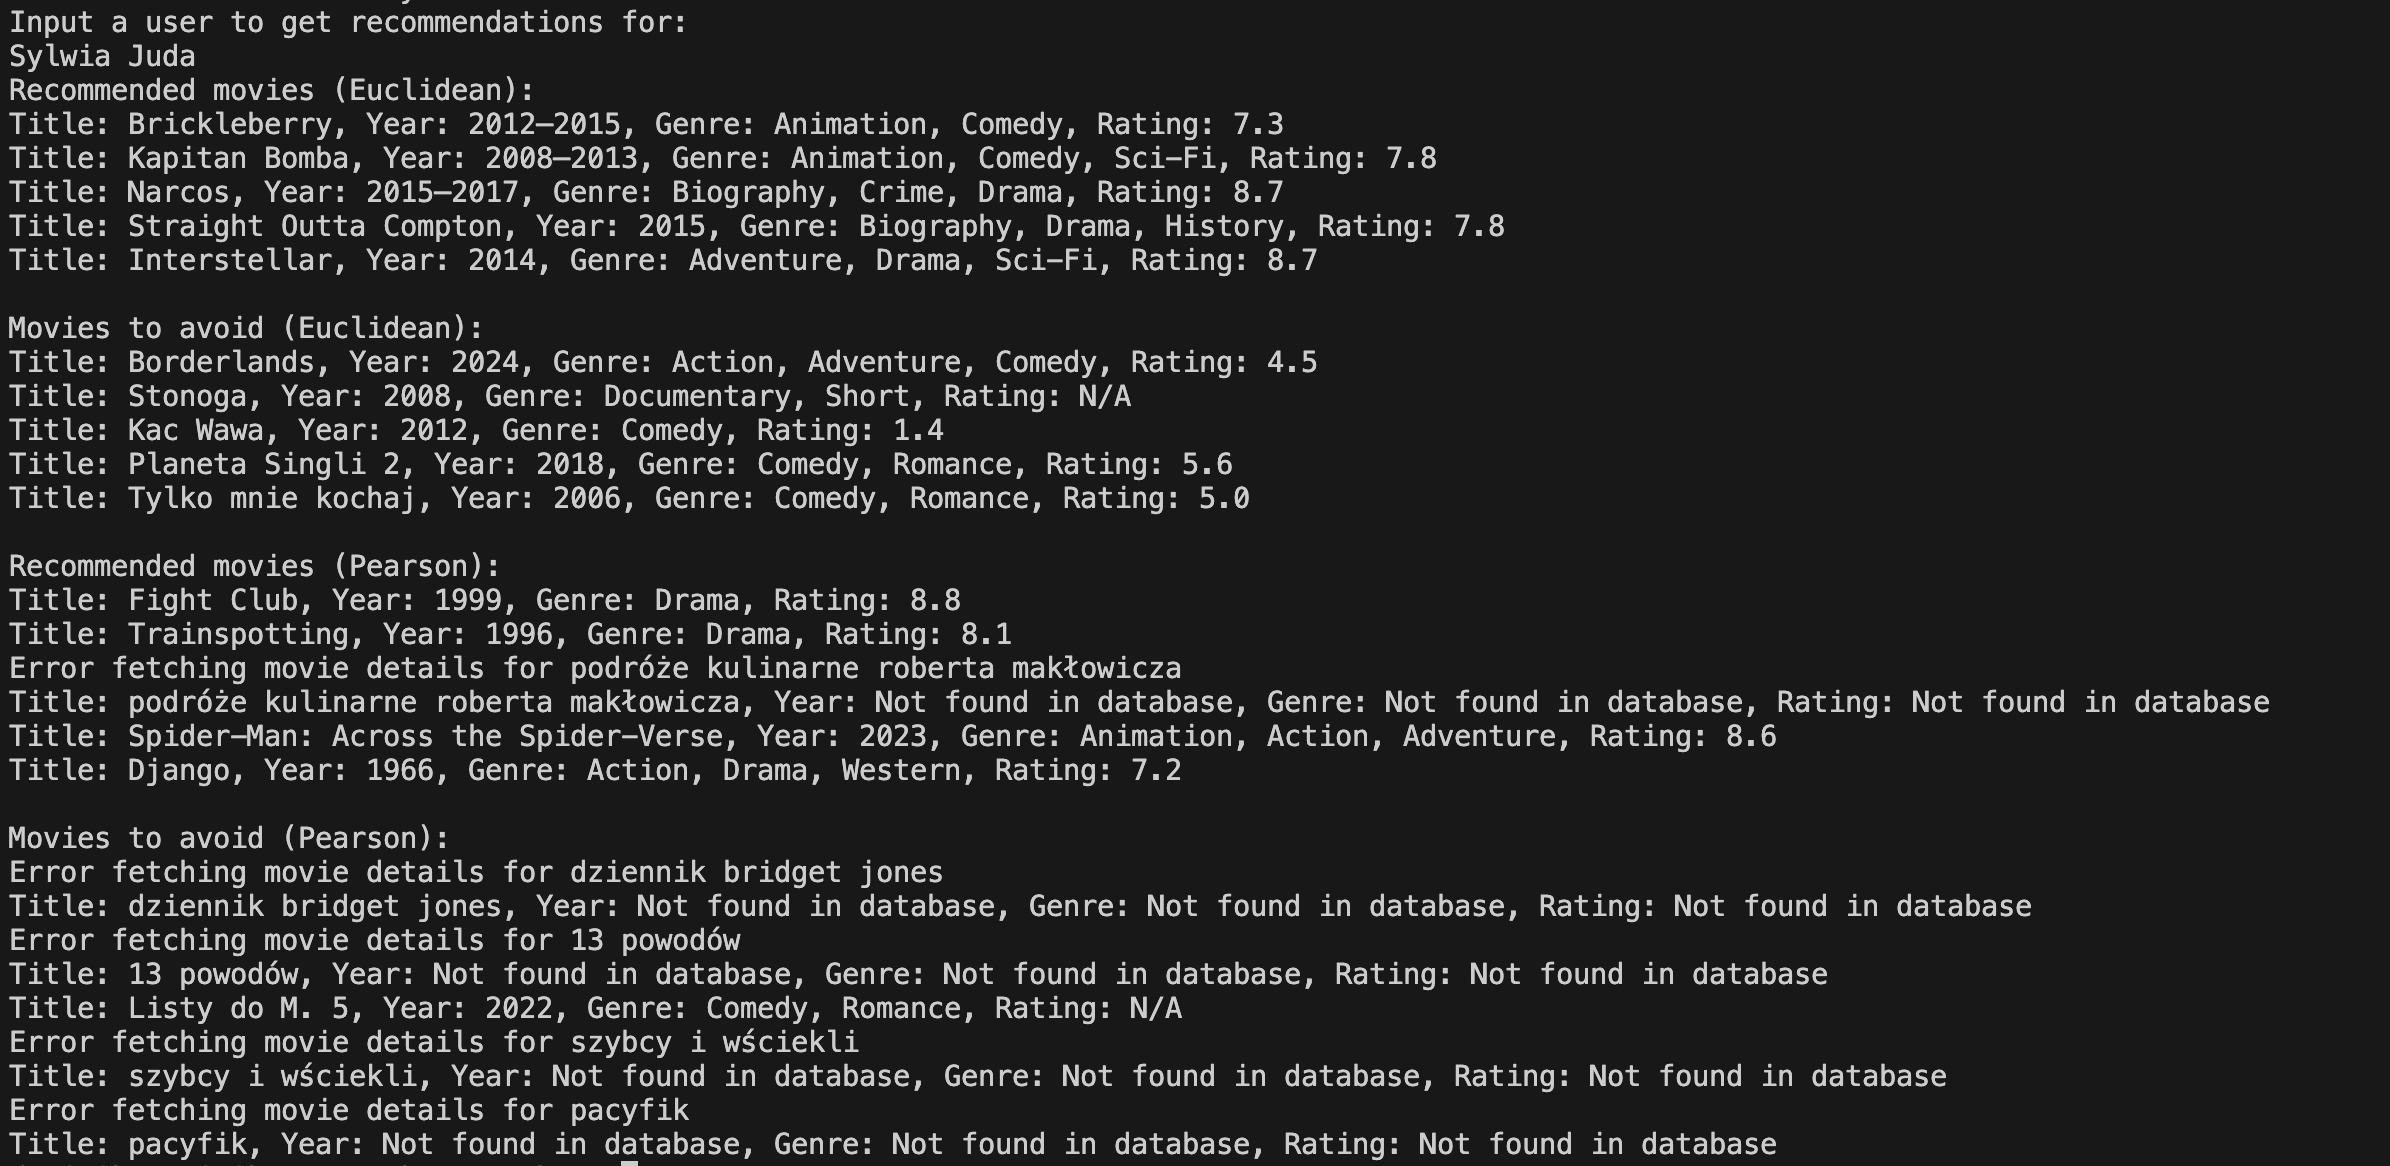 Input a user to get recommendations for:
Sylwia Juda
Recommended movies (Euclidean):
Title: Brickleberry, Year: 2012–2015, Genre: Animation, Comedy, Rating: 7.3
Title: Kapitan Bomba, Year: 2008–2013, Genre: Animation, Comedy, Sci-Fi, Rating: 7.8
Title: Narcos, Year: 2015–2017, Genre: Biography, Crime, Drama, Rating: 8.7
Title: Straight Outta Compton, Year: 2015, Genre: Biography, Drama, History, Rating: 7.8
Title: Interstellar, Year: 2014, Genre: Adventure, Drama, Sci-Fi, Rating: 8.7
Movies to avoid (Euclidean):
Title: Borderlands, Year: 2024, Genre: Action, Adventure, Comedy, Rating: 4.5
Title: Stonoga, Year: 2008, Genre: Documentary, Short, Rating: N/A
Title: Kac Wawa, Year: 2012, Genre: Comedy, Rating: 1.4
Title: Planeta Singli 2, Year: 2018, Genre: Comedy, Romance, Rating: 5.6
Title: Tylko mnie kochaj, Year: 2006, Genre: Comedy, Romance, Rating: 5.0
Recommended movies (Pearson):
Title: Fight Club, Year: 1999, Genre: Drama, Rating: 8.8
Title: Trainspotting, Year: 1996, Genre: Drama, Rating: 8.1
Error fetching movie details for podróże kulinarne roberta makłowicza
Title: podróże kulinarne roberta makłowicza, Year: Not found in database, Genre: Not found in database, Rating: Not found in database
Title: Spider-Man: Across the Spider-Verse, Year: 2023, Genre: Animation, Action, Adventure, Rating: 8.6
Title: Django, Year: 1966, Genre: Action, Drama, Western, Rating: 7.2
Movies to avoid (Pearson):
Error fetching movie details for dziennik bridget jones
Title: dziennik bridget jones, Year: Not found in database, Genre: Not found in database, Rating: Not found in database
Error fetching movie details for 13 powodów
Title: 13 powodów, Year: Not found in database, Genre: Not found in database, Rating: Not found in database
Title: Listy do M. 5, Year: 2022, Genre: Comedy, Romance, Rating: N/A
Error fetching movie details for szybcy i wściekli
Title: szybcy i wściekli, Year: Not found in database, Genre: Not found in database, Rating: Not found in database
Error fetching movie details for pacyfik
Title: pacyfik, Year: Not found in database, Genre: Not found in database, Rating: Not found in database